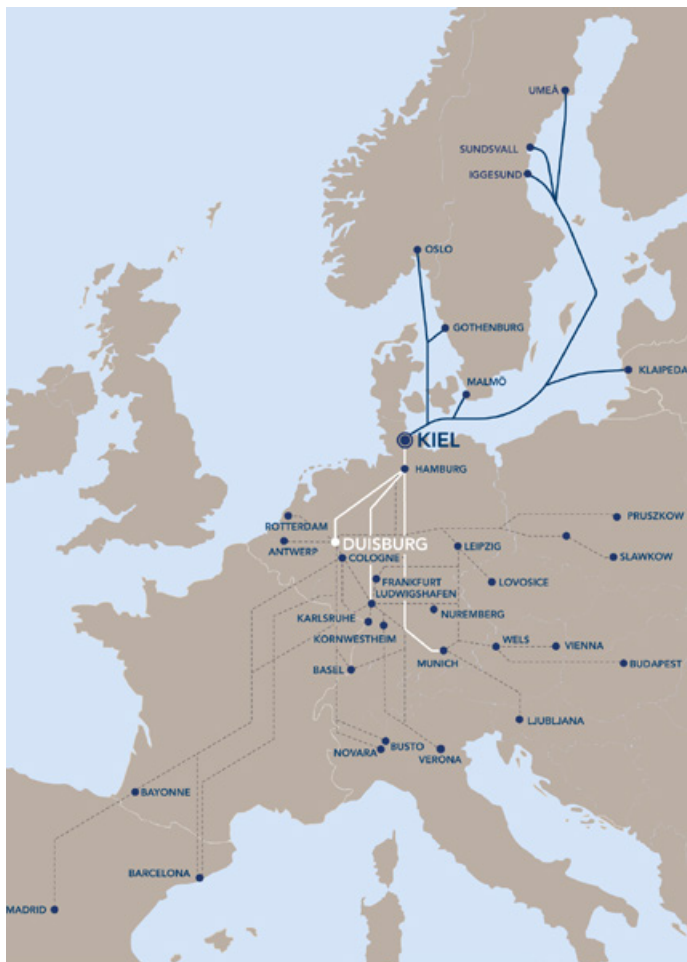 UMEÅ
SUNDSVALL
IGGESUND
OSLO
GOTHENBURG
KLAIPEDA
MALMÖ
KIEL
HAMBURG
ROTTERDAM
PRUSZKOW
DUISBURG
ANTWERP
COLOGNE
LEIPZIG
SLAWKOW
FRANKFURT
LOVOSICE
LUDWIGSHAFEN
KARLSRUHE
NUREMBERG
KORNWESTHEIM
WELS
VIENNA
BASEL
MUNICH
BUDAPEST
LJUBLJANA
NOVARA
BUSTO
VERONA
BAYONNE
BARCELONA
MADRID